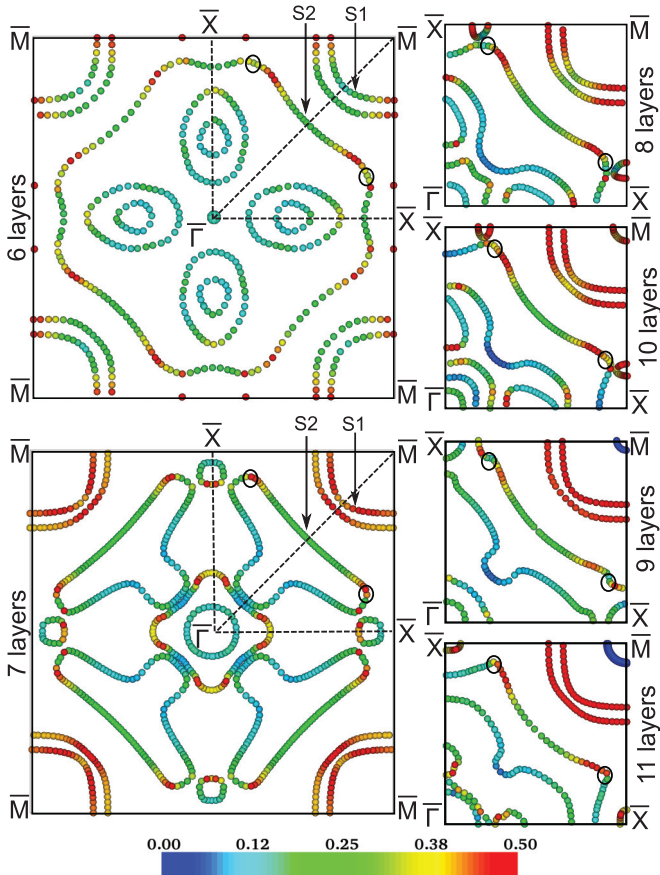 X̅ S2 S1
M̅ M̅
6 layers
Γ̅ X̅
M̅ M̅
X̅ M̅
8 layers
Γ̅ X̅
X̅ M̅
10 layers
Γ̅ X̅
X̅ S2 S1
M̅ M̅
7 layers
Γ̅ X̅
M̅ M̅
X̅ M̅
9 layers
Γ̅ X̅
X̅ M̅
11 layers
Γ̅ X̅
0.00 0.12 0.25 0.38 0.50